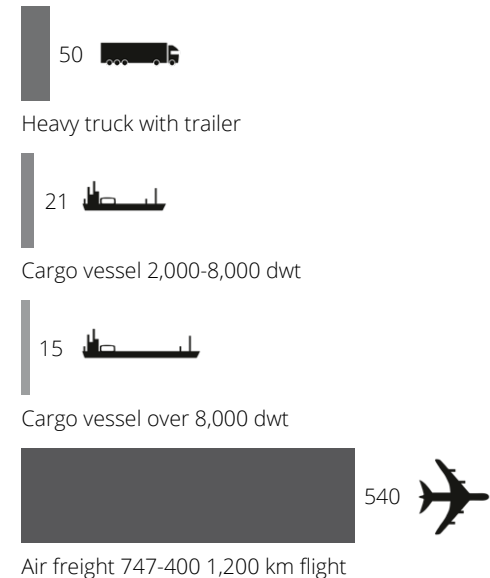 50
Heavy truck with trailer
21
Cargo vessel 2,000-8,000 dwt
15
Cargo vessel over 8,000 dwt
540
Air freight 747-400 1,200 km flight